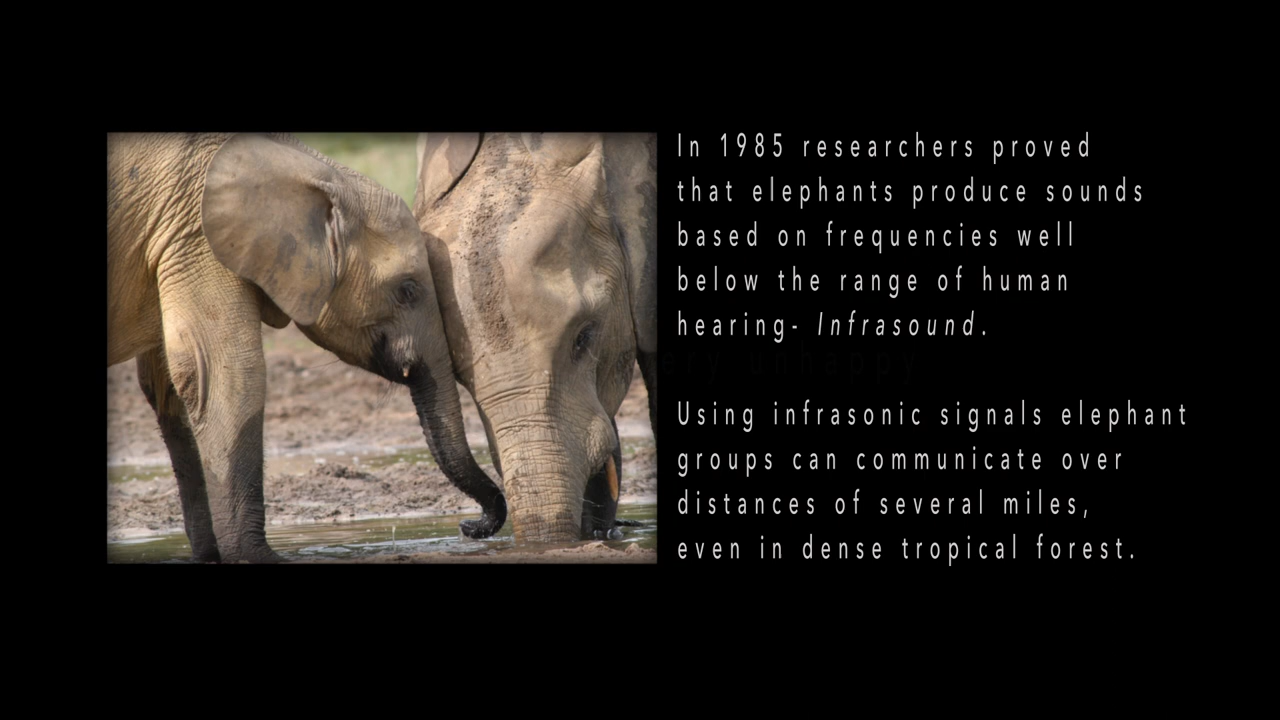 In 1985 researchers proved
that elephants produce sounds
based on frequencies well
below the range of human
hearing- Infrasound.
unhappy
Using infrasonic signals elephant
groups can communicate over
distances of several miles,
even in dense tropical forest.